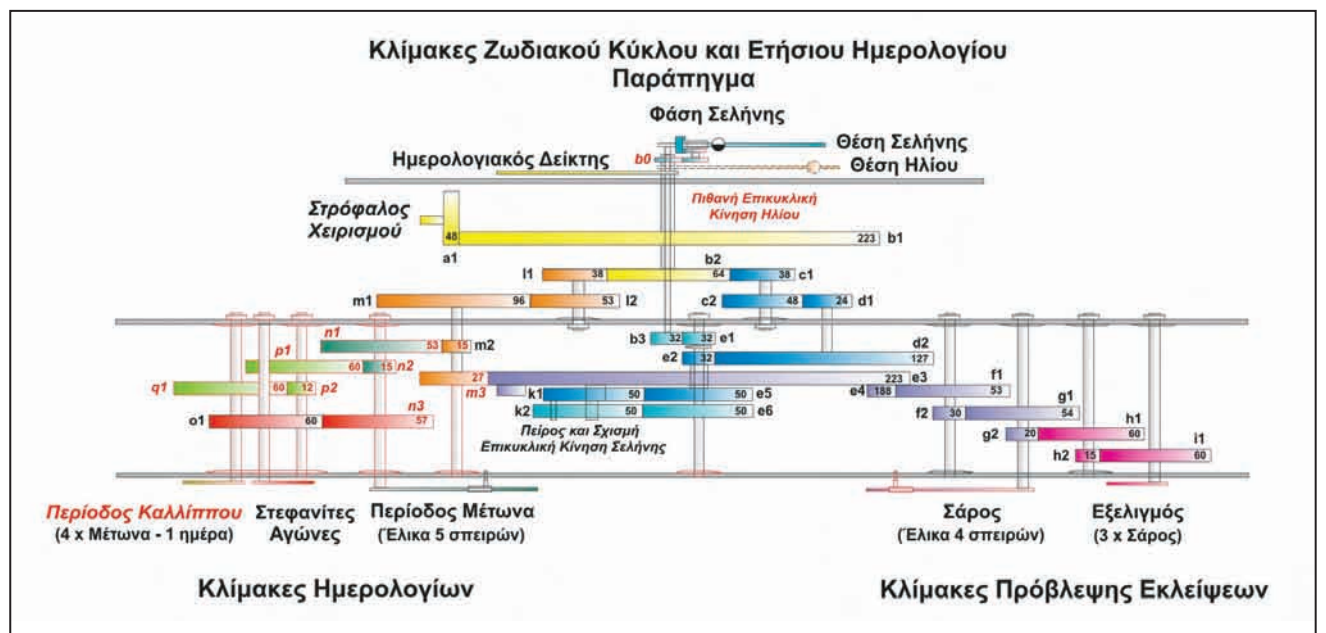 Κλίμακες Ζωδιακού Κύκλου και Ετήσιου Ημερολογίου
Παράπηγμα
Φάση Σελήνης
Θέση Σελήνης
Ημερολογιακός Δείκτης
b0
Θέση Ηλίου
Στρόφαλος
Χειρισμού
Πιθανή Επικυκλική
Κίνηση Ηλίου
48
223
b1
a1
b2
l1
38
64
38
c1
m1
96
53
l2
c2
48
24
d1
n1
53
15
m2
b3
32
32
e1
d2
p1
60
15
n2
e2
32
127
q1
60
12
p2
27
m3
223
e3
f1
k1
50
50
e5
e4
188
53
o1
60
n3
57
k2
50
50
e6
g1
f2
30
54
Πείρος και Σχισμή
Επικυκλική Κίνηση Σελήνης
g2
20
h1
60
h2
15
i1
60
Περίοδος Καλλίππου
(4 x Μέτωνα - 1 ημέρα)
Στεφανίτες
Αγώνες
Περίοδος Μέτωνα
(Έλικα 5 σπειρών)
Σάρος
(Έλικα 4 σπειρών)
Εξελιγμός
(3 x Σάρος)
Κλίμακες Ημερολογίων
Κλίμακες Πρόβλεψης Εκλείψεων